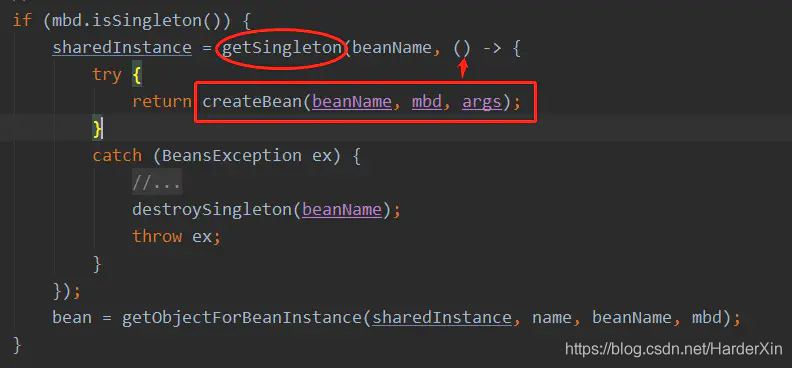 if (mbd.isSingleton()) {
sharedInstance = getSingleton(beanName, () -> {
try {
return createBean(beanName, mbd, args);
}
catch (BeansException ex) {
//...
destroySingleton(beanName);
throw ex;
}
});
bean = getObjectForBeanInstance(sharedInstance, name, beanName, mbd);
}
https://blog.csdn.net/HarderXin